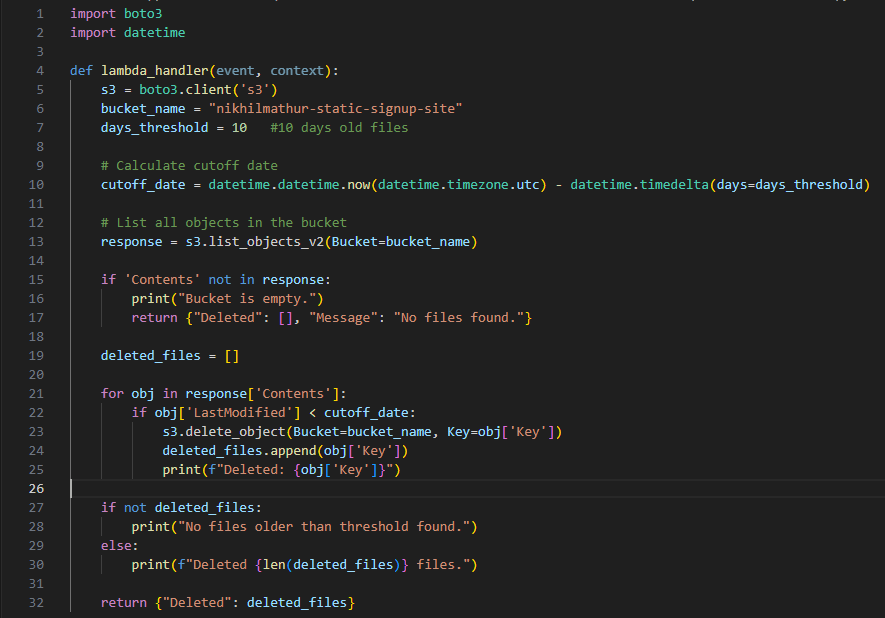 1 import boto3
2 import datetime
3
4 def lambda_handler(event, context):
5     s3 = boto3.client('s3')
6     bucket_name = "nikhilmathur-static-signup-site"
7     days_threshold = 10   #10 days old files
8
9     # Calculate cutoff date
10     cutoff_date = datetime.datetime.now(datetime.timezone.utc) - datetime.timedelta(days=days_threshold)
11
12     # List all objects in the bucket
13     response = s3.list_objects_v2(Bucket=bucket_name)
14
15     if 'Contents' not in response:
16         print("Bucket is empty.")
17         return {"Deleted": [], "Message": "No files found."}
18
19     deleted_files = []
20
21     for obj in response['Contents']:
22         if obj['LastModified'] < cutoff_date:
23             s3.delete_object(Bucket=bucket_name, Key=obj['Key'])
24             deleted_files.append(obj['Key'])
25             print(f"Deleted: {obj['Key']}")
26
27     if not deleted_files:
28         print("No files older than threshold found.")
29     else:
30         print(f"Deleted {len(deleted_files)} files.")
31
32     return {"Deleted": deleted_files}